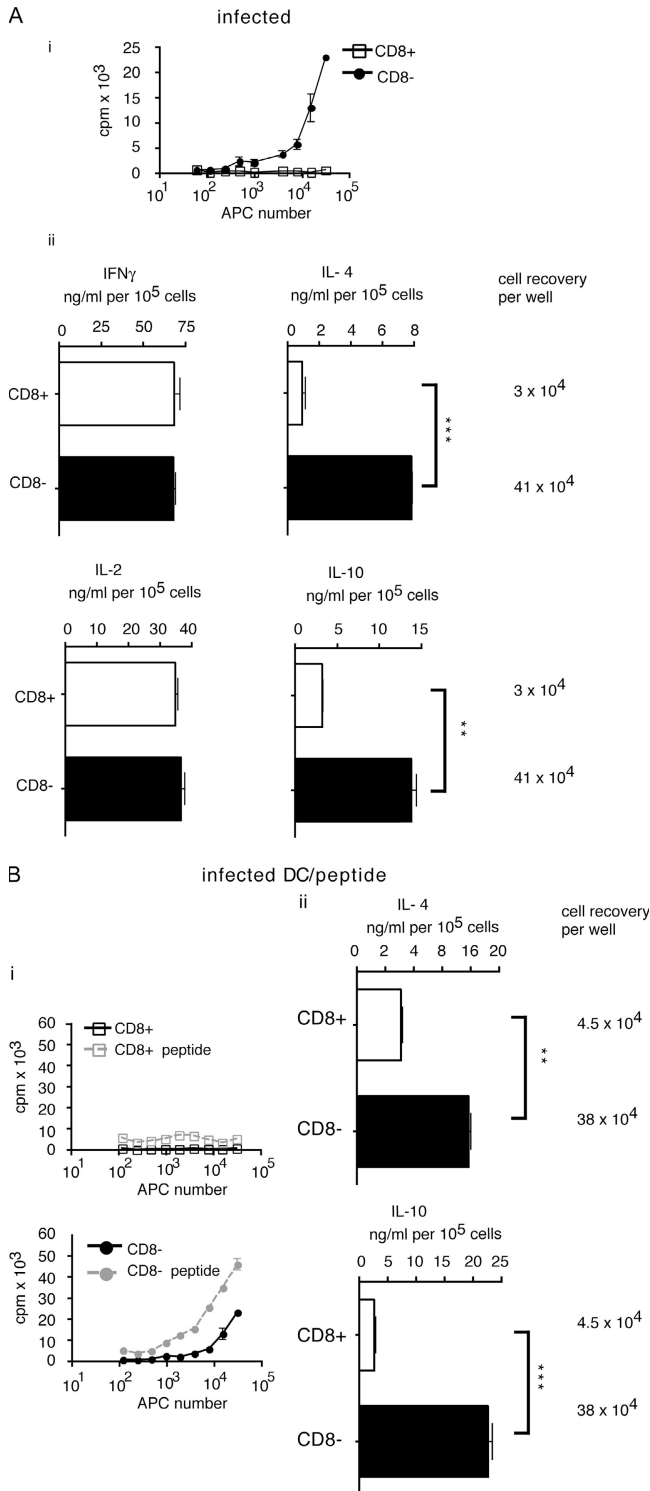 A
infected
i
25
20
15
10
5
0
cpm x 10³
CD8+
CD8-
10¹ 10² 10³ 10⁴ 10⁵
APC number
ii
IFNγ
ng/ml per 10⁵ cells
0 25 50 75
IL- 4
ng/ml per 10⁵ cells
0 2 4 6 8
cell recovery
per well
CD8+
CD8-
***
3 x 10⁴
41 x 10⁴
IL-2
ng/ml per 10⁵ cells
0 10 20 30 40
IL-10
ng/ml per 10⁵ cells
0 5 10 15
CD8+
CD8-
**
3 x 10⁴
41 x 10⁴
B
infected DC/peptide
i
60
50
40
30
20
10
0
cpm x 10³
CD8+
CD8+ peptide
10¹ 10² 10³ 10⁴ 10⁵
APC number
60
50
40
30
20
10
0
cpm x 10³
CD8-
CD8- peptide
10¹ 10² 10³ 10⁴ 10⁵
APC number
ii
IL- 4
ng/ml per 10⁵ cells
0 2 4 8 16 20
cell recovery
per well
CD8+
CD8-
**
4.5 x 10⁴
38 x 10⁴
IL-10
ng/ml per 10⁵ cells
0 5 10 15 20 25
CD8+
CD8-
***
4.5 x 10⁴
38 x 10⁴